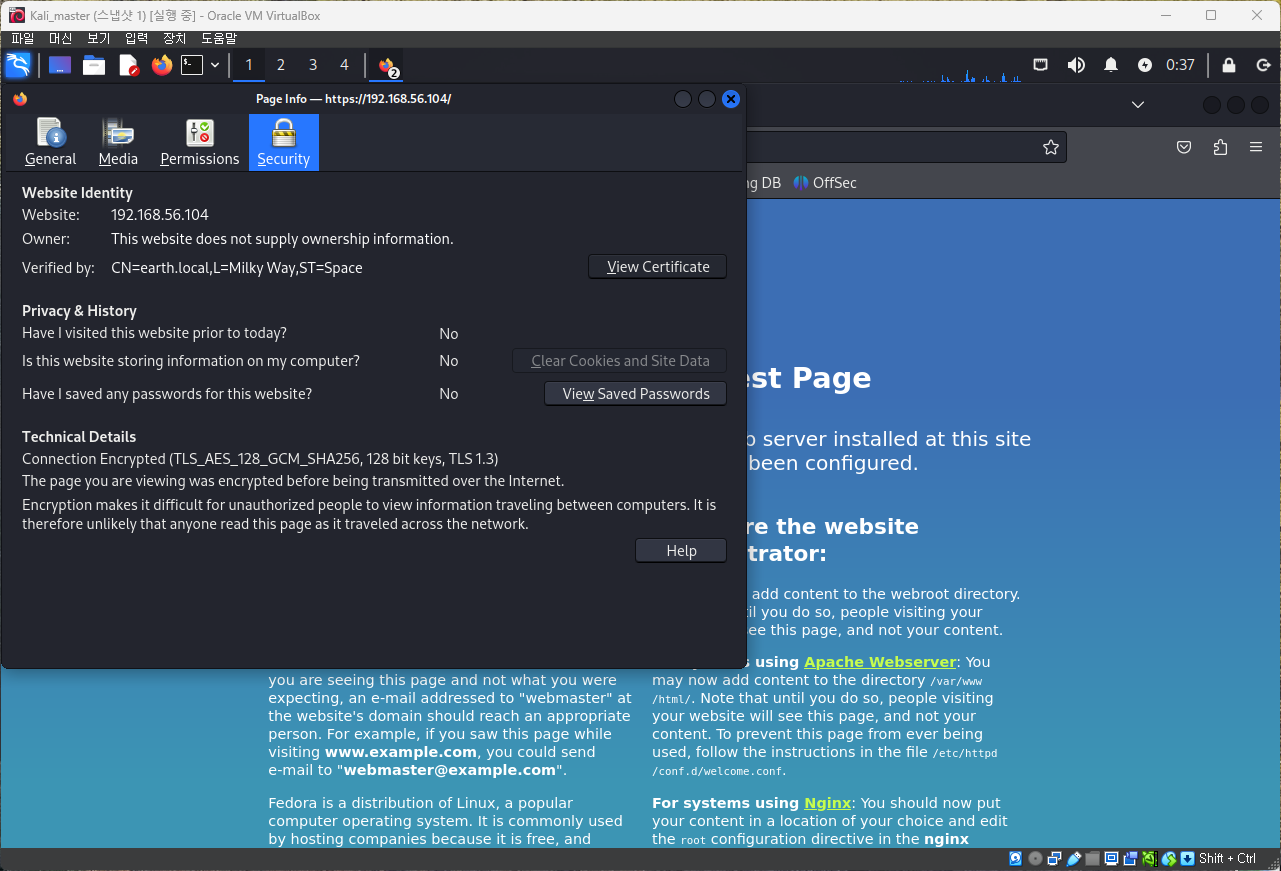 Kali_master (스냅샷 1) [실행 중] - Oracle VM VirtualBox
파일 머신 보기 입력 장치 도움말
1 2 3 4 2 0:37
Page Info — https://192.168.56.104/
General Media Permissions Security
Website Identity
Website: 192.168.56.104
Owner: This website does not supply ownership information.
Verified by: CN=earth.local,L=Milky Way,ST=Space View Certificate
Privacy & History
Have I visited this website prior to today? No
Is this website storing information on my computer? No Clear Cookies and Site Data
Have I saved any passwords for this website? No View Saved Passwords
Technical Details
Connection Encrypted (TLS_AES_128_GCM_SHA256, 128 bit keys, TLS 1.3)
The page you are viewing was encrypted before being transmitted over the Internet.
Encryption makes it difficult for unauthorized people to view information traveling between computers. It is
therefore unlikely that anyone read this page as it traveled across the network.
Help
DB OffSec
Page
server installed at this site
been configured.
the website
add content to the webroot directory.
you do so, people visiting your
see this page, and not your content.
using Apache Webserver: You
may now add content to the directory /var/www
/html/. Note that until you do so, people visiting
your website will see this page, and not your
content. To prevent this page from ever being
used, follow the instructions in the file /etc/httpd
/conf.d/welcome.conf.
For systems using Nginx: You should now put
your content in a location of your choice and edit
the root configuration directive in the nginx
you are seeing this page and not what you were
expecting, an e-mail addressed to "webmaster" at
the website's domain should reach an appropriate
person. For example, if you saw this page while
visiting www.example.com, you could send
e-mail to "webmaster@example.com".
Fedora is a distribution of Linux, a popular
computer operating system. It is commonly used
by hosting companies because it is free, and
Shift + Ctrl